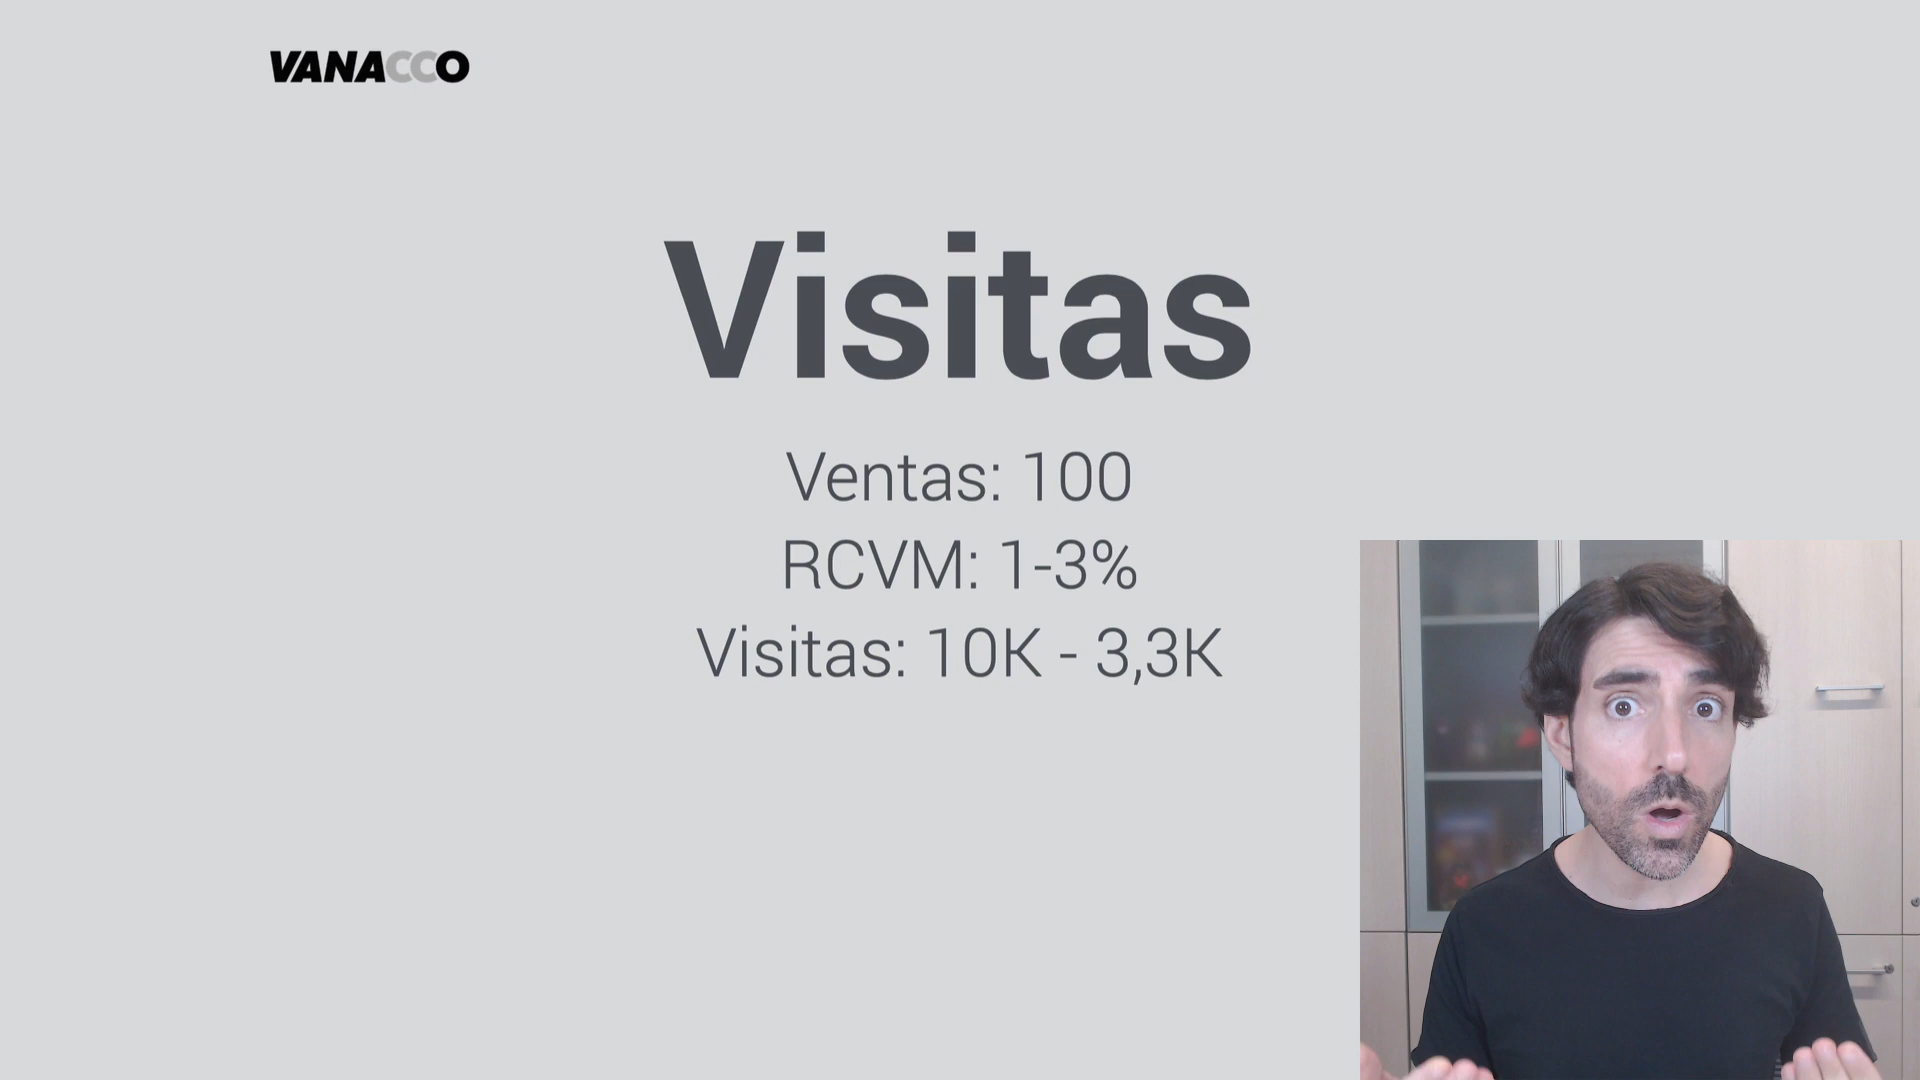 VANACCO
Visitas
Ventas: 100
RCVM: 1-3%
Visitas: 10K - 3,3K